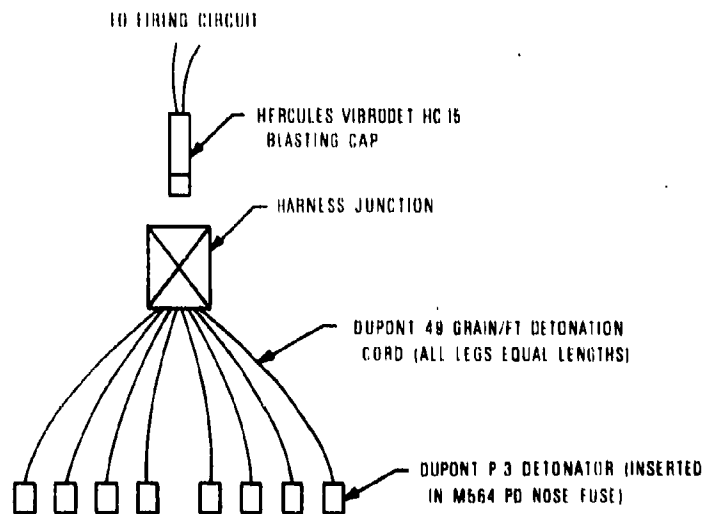 TO FIRING CIRCUIT
HERCULES VIBRODET HC 15
BLASTING CAP
HARNESS JUNCTION
DUPONT 49 GRAIN/FT DETONATION
CORD (ALL LEGS EQUAL LENGTHS)
DUPONT P 3 DETONATOR (INSERTED
IN M564 PD NOSE FUSE)